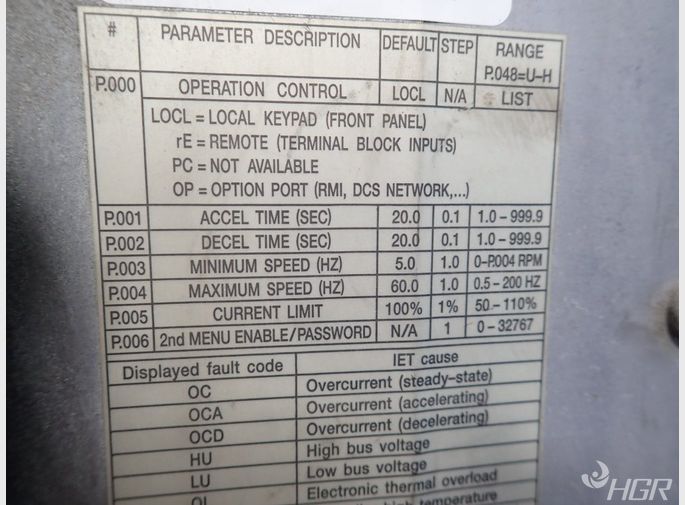 # PARAMETER DESCRIPTION DEFAULT STEP RANGE
P.048=U-H
P.000 OPERATION CONTROL LOCL N/A LIST
LOCL = LOCAL KEYPAD (FRONT PANEL)
rE = REMOTE (TERMINAL BLOCK INPUTS)
PC = NOT AVAILABLE
OP = OPTION PORT (RMI, DCS NETWORK,...)
P.001 ACCEL TIME (SEC) 20.0 0.1 1.0 - 999.9
P.002 DECEL TIME (SEC) 20.0 0.1 1.0 - 999.9
P.003 MINIMUM SPEED (HZ) 5.0 1.0 0-P.004 RPM
P.004 MAXIMUM SPEED (HZ) 60.0 1.0 0.5 - 200 HZ
P.005 CURRENT LIMIT 100% 1% 50 - 110%
P.006 2nd MENU ENABLE/PASSWORD N/A 1 0 - 32767
Displayed fault code IET cause
OC Overcurrent (steady-state)
OCA Overcurrent (accelerating)
OCD Overcurrent (decelerating)
HU High bus voltage
LU Low bus voltage
OL Electronic thermal overload
high temperature
HGR